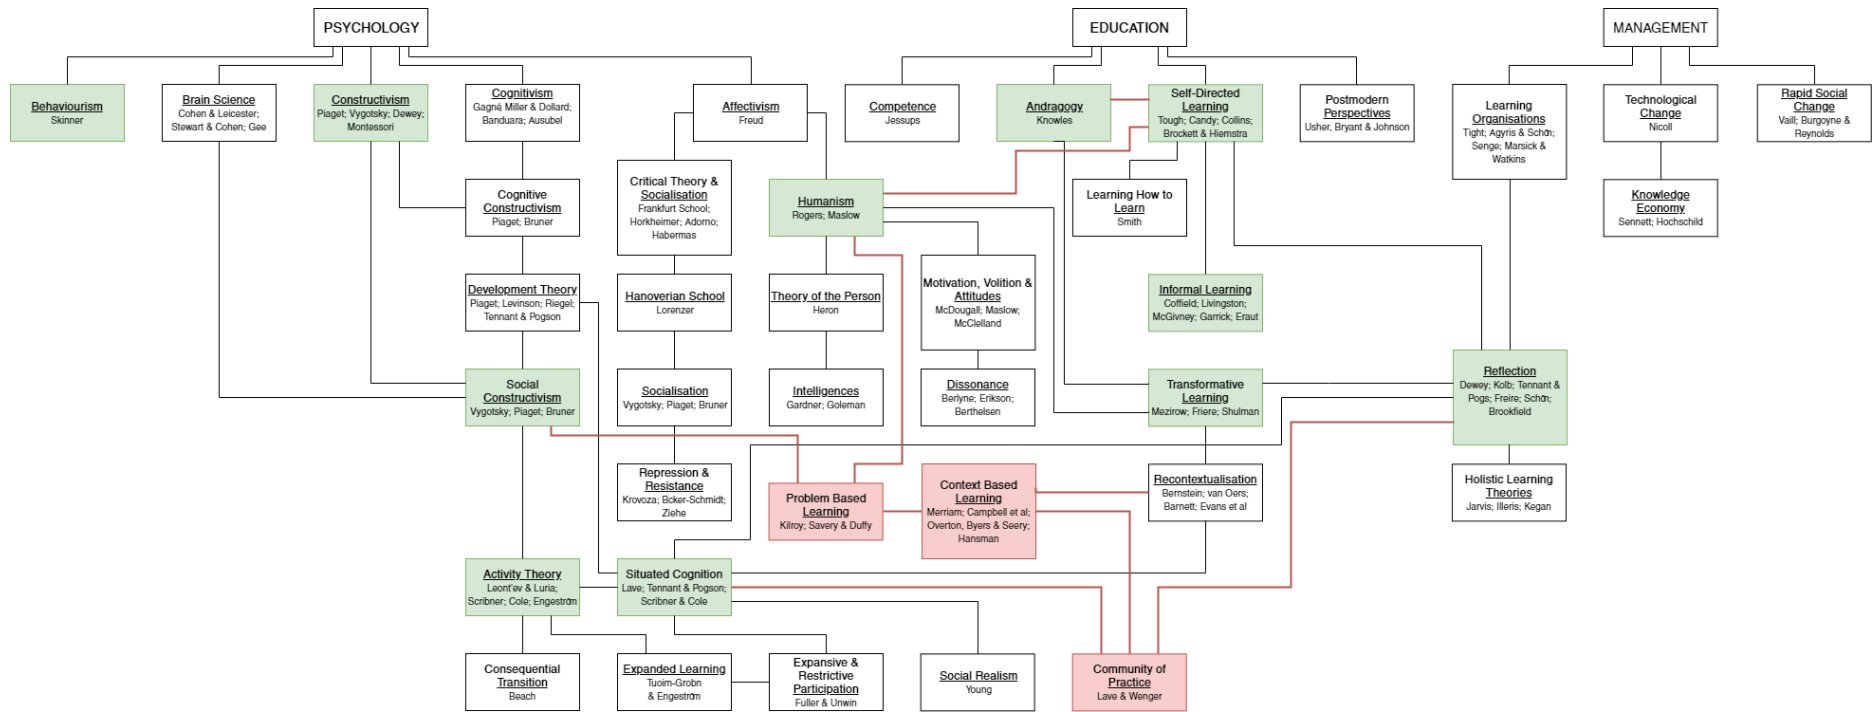 PSYCHOLOGY
EDUCATION
MANAGEMENT
Behaviourism
Skinner
Brain Science
Cohen & Leicester;
Stewart & Cohen; Gee
Constructivism
Piaget; Vygotsky; Dewey;
Montessori
Cognitivism
Gagné; Miller & Dollard;
Banduara; Ausubel
Affectivism
Freud
Competence
Jessups
Andragogy
Knowles
Self-Directed
Learning
Tough; Candy; Collins;
Brockett & Hiemstra
Postmodern
Perspectives
Usher, Bryant & Johnson
Learning
Organisations
Tight; Agyris & Schön;
Senge; Marsick &
Watkins
Technological
Change
Nicoll
Rapid Social
Change
Vaill; Burgoyne &
Reynolds
Cognitive
Constructivism
Piaget; Bruner
Critical Theory &
Socialisation
Frankfurt School;
Horkheimer; Adorno;
Habermas
Humanism
Rogers; Maslow
Learning How to
Learn
Smith
Knowledge
Economy
Sennett; Hochschild
Development Theory
Piaget; Levinson; Riegel;
Tennant & Pogson
Hanoverian School
Lorenzer
Theory of the Person
Heron
Motivation, Volition &
Attitudes
McDougall; Maslow;
McClelland
Informal Learning
Coffield; Livingston;
McGivney; Garrick; Eraut
Social
Constructivism
Vygotsky; Piaget; Bruner
Socialisation
Vygotsky; Piaget; Bruner
Intelligences
Gardner; Goleman
Dissonance
Berlyne; Erikson;
Berthelsen
Transformative
Learning
Mezirow; Friere; Shulman
Reflection
Dewey; Kolb; Tennant &
Pogs; Freire; Schön;
Brookfield
Repression &
Resistance
Krovoza; Bcker-Schmidt;
Ziehe
Problem Based
Learning
Kilroy; Savery & Duffy
Context Based
Learning
Merriam; Campbell et al;
Overton, Byers & Seery;
Hansman
Recontextualisation
Bernstein; van Oers;
Barnett; Evans et al
Holistic Learning
Theories
Jarvis; Illeris; Kegan
Activity Theory
Leont'ev & Luria;
Scribner; Cole; Engeström
Situated Cognition
Lave; Tennant & Pogson;
Scribner & Cole
Consequential
Transition
Beach
Expanded Learning
Tuoim-Grobn
& Engeström
Expansive &
Restrictive
Participation
Fuller & Unwin
Social Realism
Young
Community of
Practice
Lave & Wenger